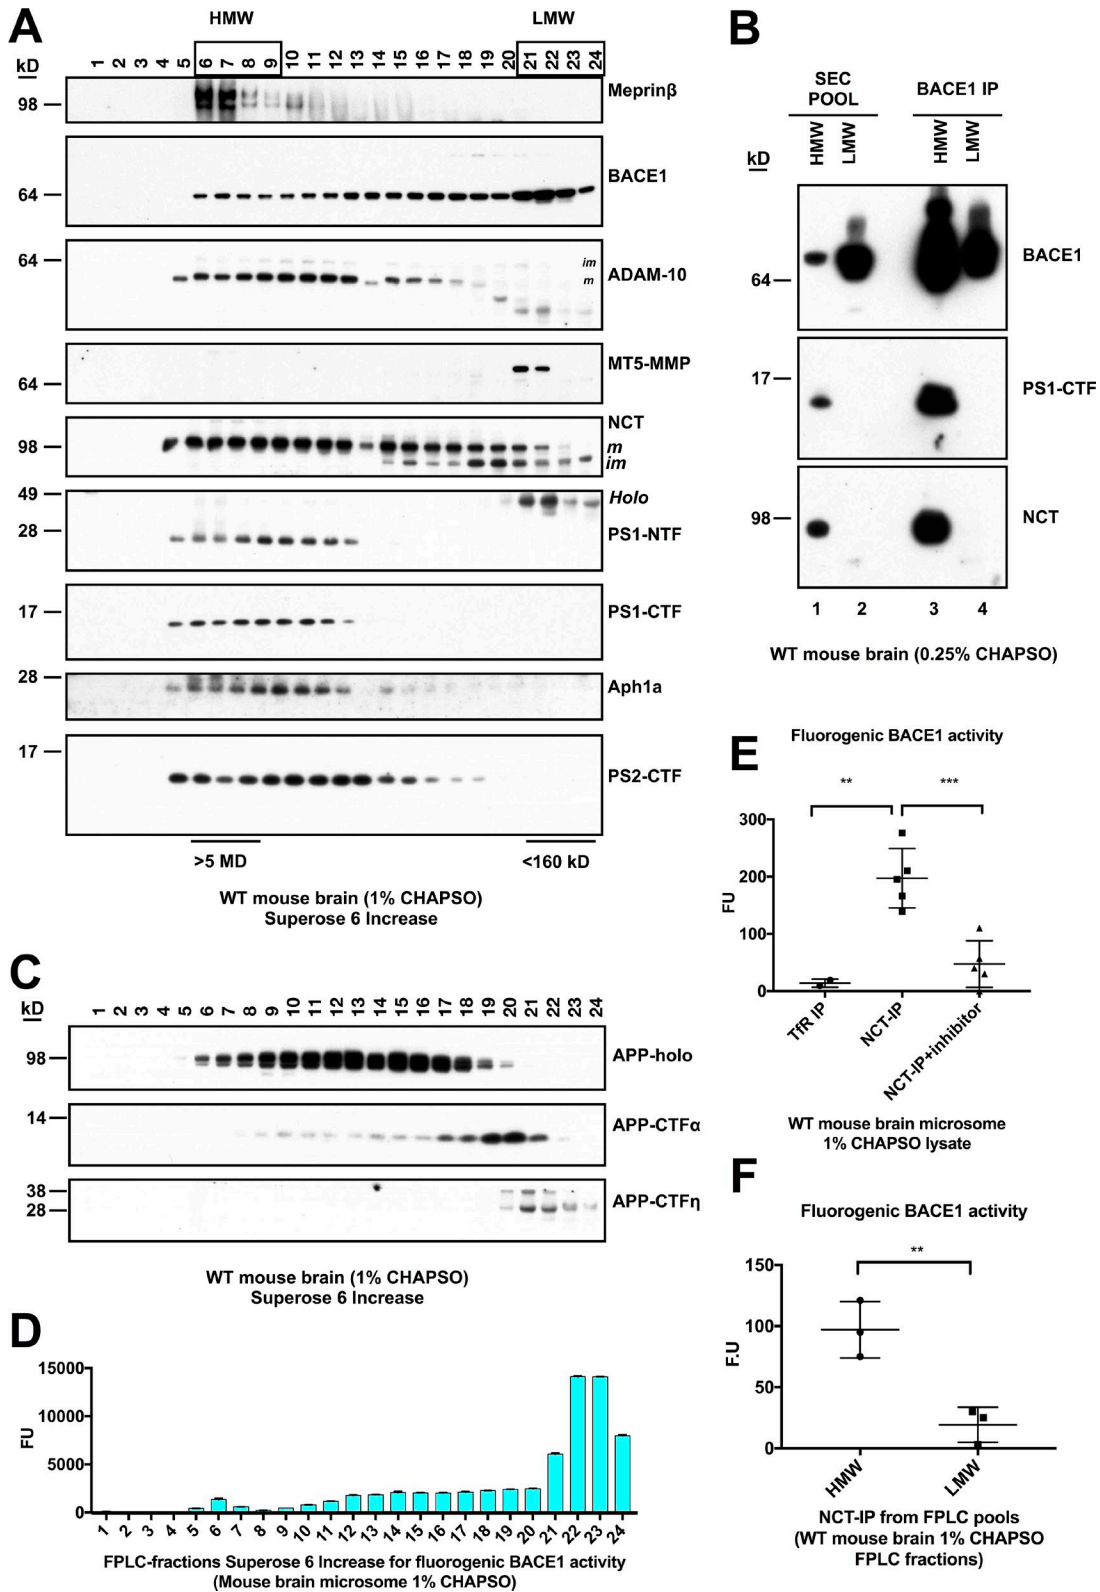 A
HMW
LMW
kD
1 2 3 4 5 6 7 8 9 10 11 12 13 14 15 16 17 18 19 20 21 22 23 24
98
Meprinβ
64
BACE1
64
im
m
ADAM-10
64
MT5-MMP
98
NCT
m
im
49
Holo
28
PS1-NTF
17
PS1-CTF
28
Aph1a
17
PS2-CTF
>5 MD
<160 kD
WT mouse brain (1% CHAPSO)
Superose 6 Increase
B
SEC
POOL
BACE1 IP
kD
HMW
LMW
HMW
LMW
64
BACE1
17
PS1-CTF
98
NCT
1 2 3 4
WT mouse brain (0.25% CHAPSO)
C
kD
1 2 3 4 5 6 7 8 9 10 11 12 13 14 15 16 17 18 19 20 21 22 23 24
98
APP-holo
14
APP-CTFα
38
28
APP-CTFη
WT mouse brain (1% CHAPSO)
Superose 6 Increase
D
FU
15000
10000
5000
0
1 2 3 4 5 6 7 8 9 10 11 12 13 14 15 16 17 18 19 20 21 22 23 24
FPLC-fractions Superose 6 Increase for fluorogenic BACE1 activity
(Mouse brain microsome 1% CHAPSO)
E
Fluorogenic BACE1 activity
**
***
FU
300
200
100
0
TfR IP
NCT-IP
NCT-IP+inhibitor
WT mouse brain microsome
1% CHAPSO lysate
F
Fluorogenic BACE1 activity
**
F.U
150
100
50
0
HMW
LMW
NCT-IP from FPLC pools
(WT mouse brain 1% CHAPSO
FPLC fractions)